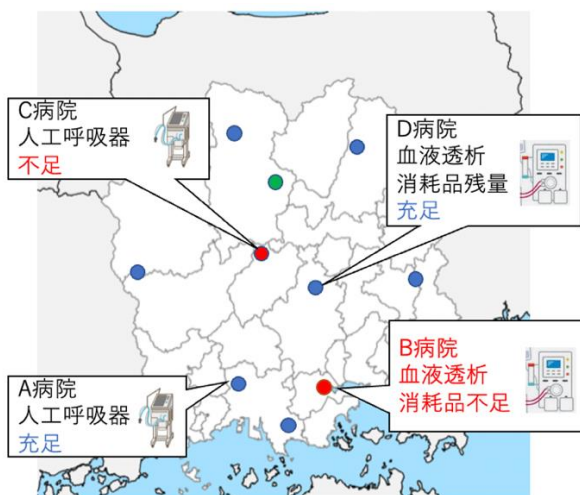 C病院
人工呼吸器
不足
D病院
血液透析
消耗品残量
充足
B病院
血液透析
消耗品不足
A病院
人工呼吸器
充足